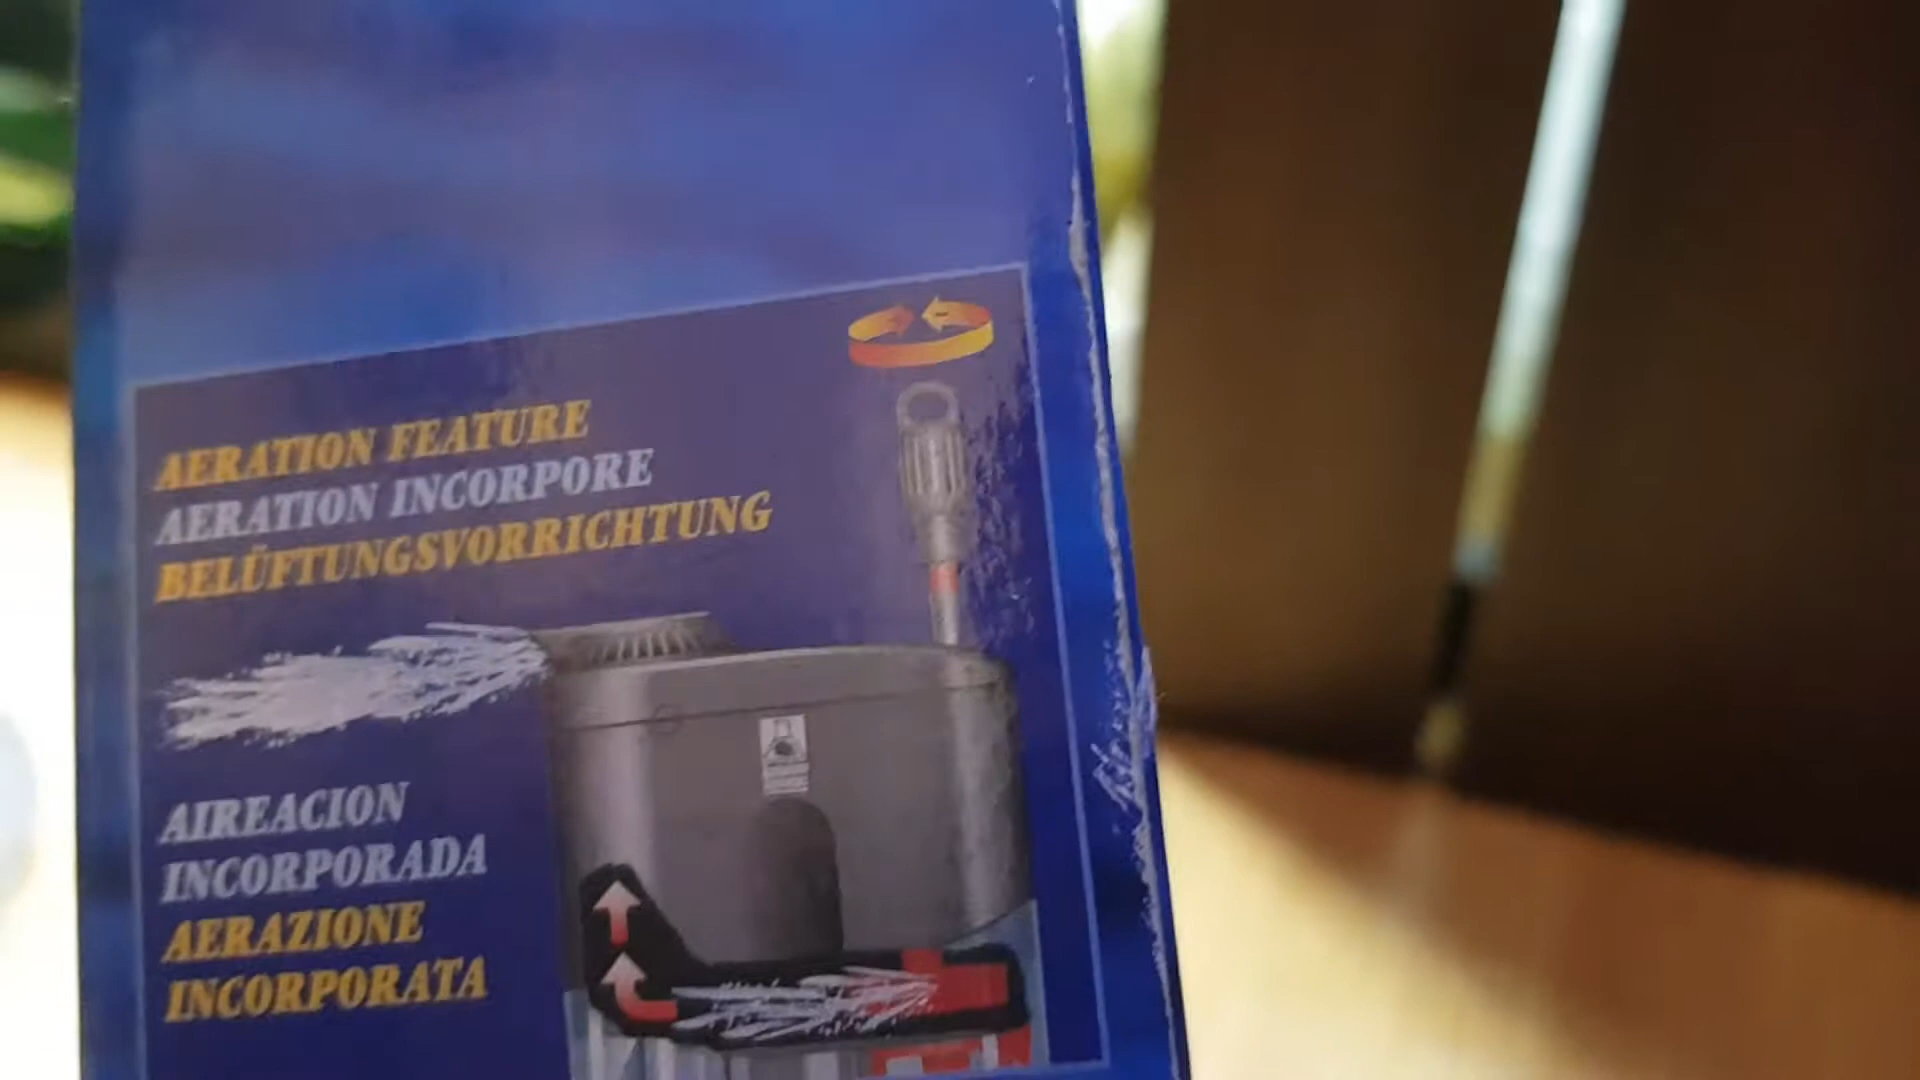 AERATION FEATURE
AERATION INCORPORE
BELÜFTUNGSVORRICHTUNG
AIREACION
INCORPORADA
AERAZIONE
INCORPORATA